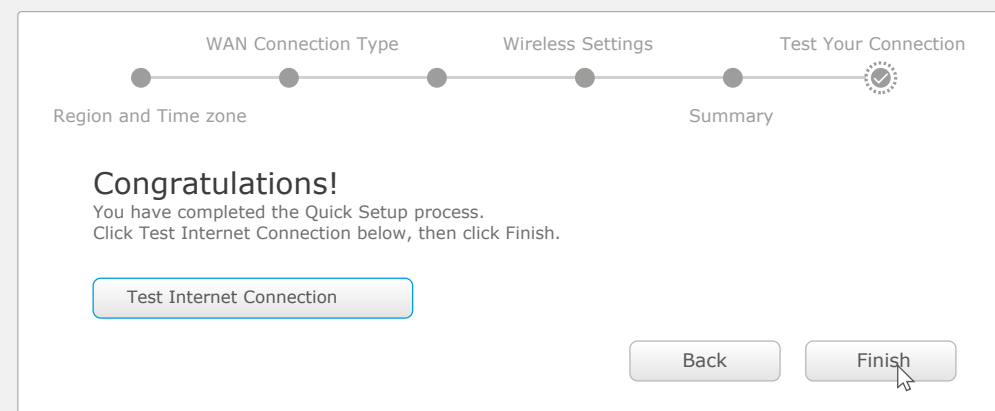 WAN Connection Type
Wireless Settings
Test Your Connection
Region and Time zone
Summary
Congratulations!
You have completed the Quick Setup process.
Click Test Internet Connection below, then click Finish.
Test Internet Connection
Back
Finish